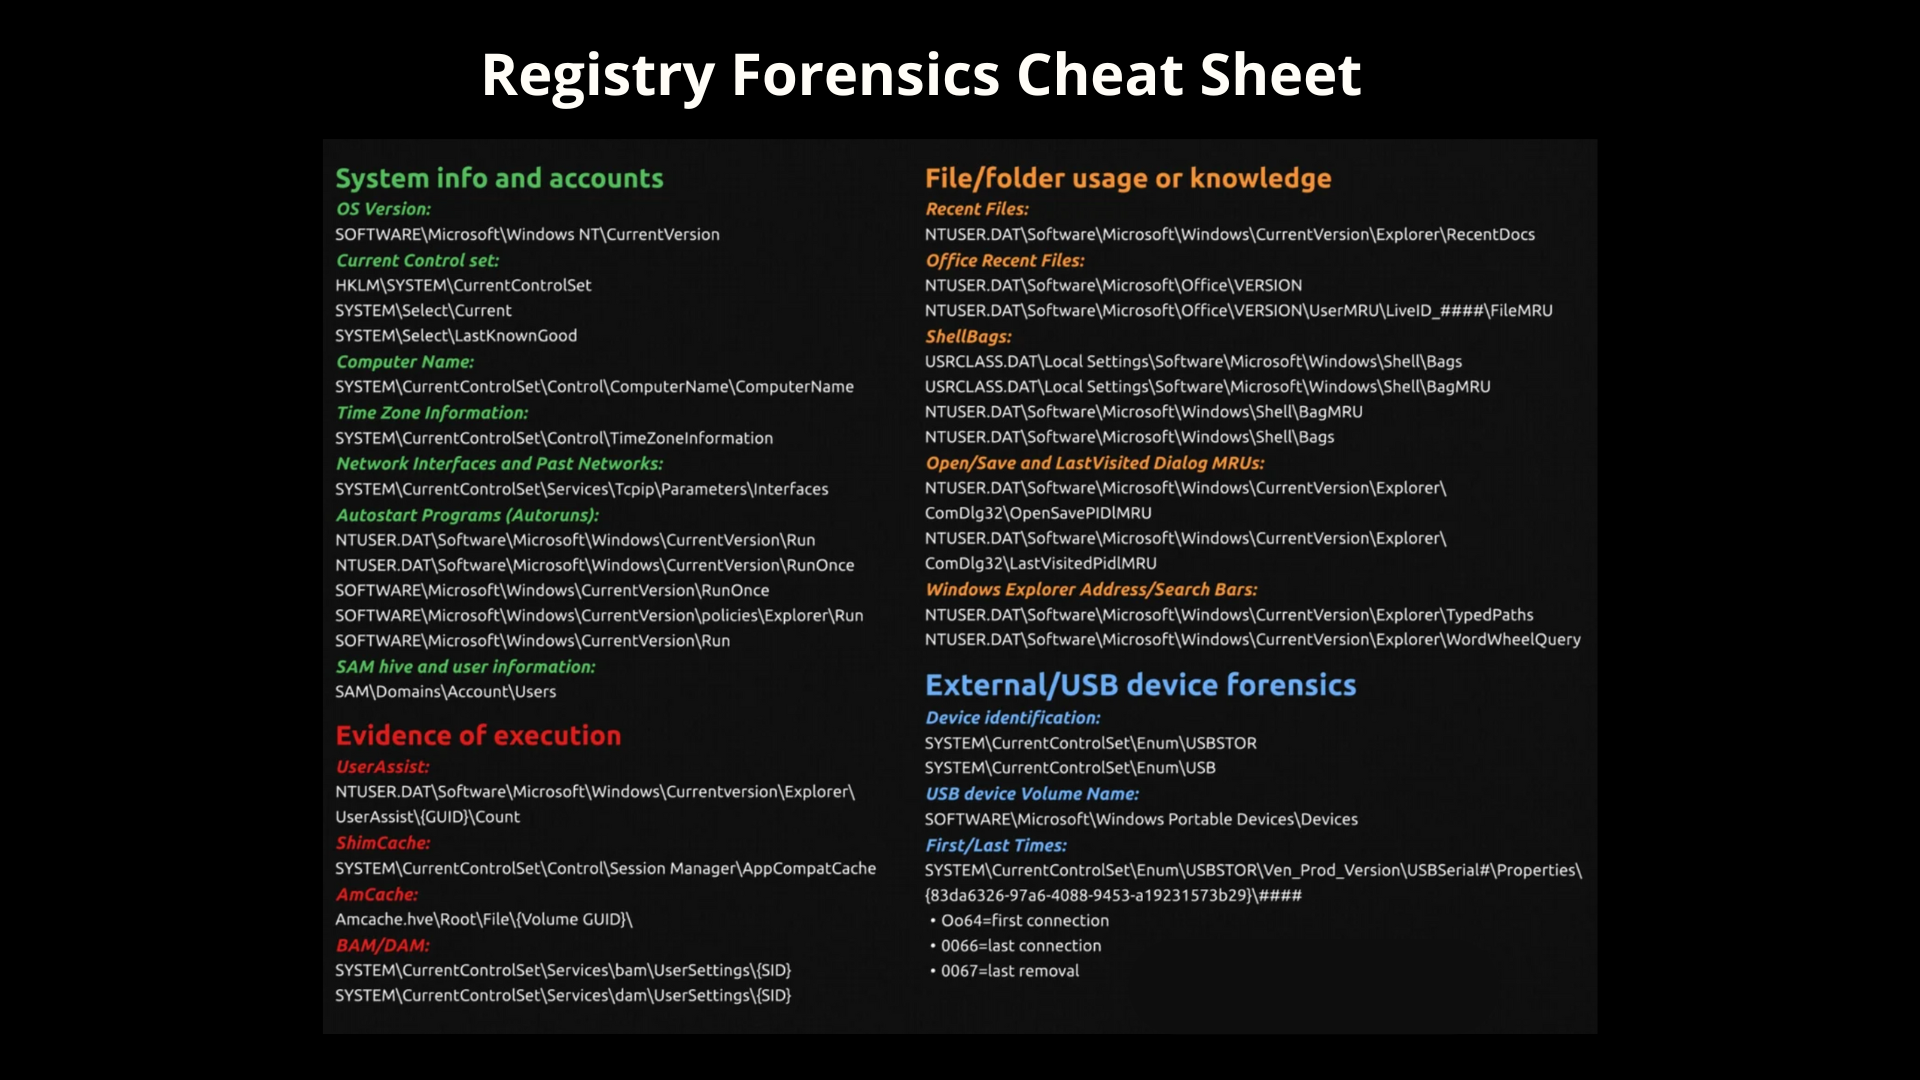 Registry Forensics Cheat Sheet
System info and accounts
OS Version:
SOFTWARE\Microsoft\Windows NT\CurrentVersion
Current Control set:
HKLM\SYSTEM\CurrentControlSet
SYSTEM\Select\Current
SYSTEM\Select\LastKnownGood
Computer Name:
SYSTEM\CurrentControlSet\Control\ComputerName\ComputerName
Time Zone Information:
SYSTEM\CurrentControlSet\Control\TimeZoneInformation
Network Interfaces and Past Networks:
SYSTEM\CurrentControlSet\Services\Tcpip\Parameters\Interfaces
Autostart Programs (Autoruns):
NTUSER.DAT\Software\Microsoft\Windows\CurrentVersion\Run
NTUSER.DAT\Software\Microsoft\Windows\CurrentVersion\RunOnce
SOFTWARE\Microsoft\Windows\CurrentVersion\RunOnce
SOFTWARE\Microsoft\Windows\CurrentVersion\policies\Explorer\Run
SOFTWARE\Microsoft\Windows\CurrentVersion\Run
SAM hive and user information:
SAM\Domains\Account\Users
Evidence of execution
UserAssist:
NTUSER.DAT\Software\Microsoft\Windows\Currentversion\Explorer\
UserAssist\{GUID}\Count
ShimCache:
SYSTEM\CurrentControlSet\Control\Session Manager\AppCompatCache
AmCache:
Amcache.hve\Root\File\{Volume GUID}\
BAM/DAM:
SYSTEM\CurrentControlSet\Services\bam\UserSettings\{SID}
SYSTEM\CurrentControlSet\Services\dam\UserSettings\{SID}
File/folder usage or knowledge
Recent Files:
NTUSER.DAT\Software\Microsoft\Windows\CurrentVersion\Explorer\RecentDocs
Office Recent Files:
NTUSER.DAT\Software\Microsoft\Office\VERSION
NTUSER.DAT\Software\Microsoft\Office\VERSION\UserMRU\LiveID_####\FileMRU
ShellBags:
USRCLASS.DAT\Local Settings\Software\Microsoft\Windows\Shell\Bags
USRCLASS.DAT\Local Settings\Software\Microsoft\Windows\Shell\BagMRU
NTUSER.DAT\Software\Microsoft\Windows\Shell\BagMRU
NTUSER.DAT\Software\Microsoft\Windows\Shell\Bags
Open/Save and LastVisited Dialog MRUs:
NTUSER.DAT\Software\Microsoft\Windows\CurrentVersion\Explorer\
ComDlg32\OpenSavePIDlMRU
NTUSER.DAT\Software\Microsoft\Windows\CurrentVersion\Explorer\
ComDlg32\LastVisitedPidlMRU
Windows Explorer Address/Search Bars:
NTUSER.DAT\Software\Microsoft\Windows\CurrentVersion\Explorer\TypedPaths
NTUSER.DAT\Software\Microsoft\Windows\CurrentVersion\Explorer\WordWheelQuery
External/USB device forensics
Device identification:
SYSTEM\CurrentControlSet\Enum\USBSTOR
SYSTEM\CurrentControlSet\Enum\USB
USB device Volume Name:
SOFTWARE\Microsoft\Windows Portable Devices\Devices
First/Last Times:
SYSTEM\CurrentControlSet\Enum\USBSTOR\Ven_Prod_Version\USBSerial#\Properties\
{83da6326-97a6-4088-9453-a19231573b29}\####
• Oo64=first connection
• 0066=last connection
• 0067=last removal